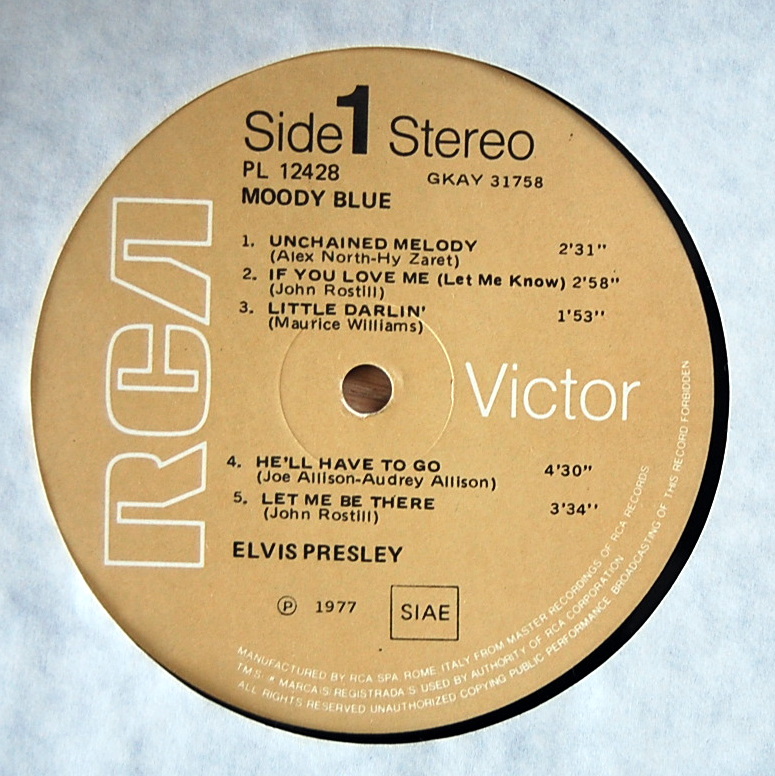 Side 1 Stereo
PL 12428 GKAY 31758
MOODY BLUE
1. UNCHAINED MELODY 2'31''
(Alex North-Hy Zaret)
2. IF YOU LOVE ME (Let Me Know) 2'58''
(John Rostill)
3. LITTLE DARLIN' 1'53''
(Maurice Williams)
RCA
Victor
4. HE'LL HAVE TO GO 4'30''
(Joe Allison-Audrey Allison)
5. LET ME BE THERE 3'34''
(John Rostill)
ELVIS PRESLEY
℗ 1977 SIAE
MANUFACTURED BY RCA SPA ROME ITALY FROM MASTER RECORDINGS OF RCA RECORDS
TM'S * MARCA(S) REGISTRADA'S USED BY AUTHORITY OF RCA CORPORATION
ALL RIGHTS RESERVED UNAUTHORIZED COPYING PUBLIC PERFORMANCE BROADCASTING OF THIS RECORD FORBIDDEN